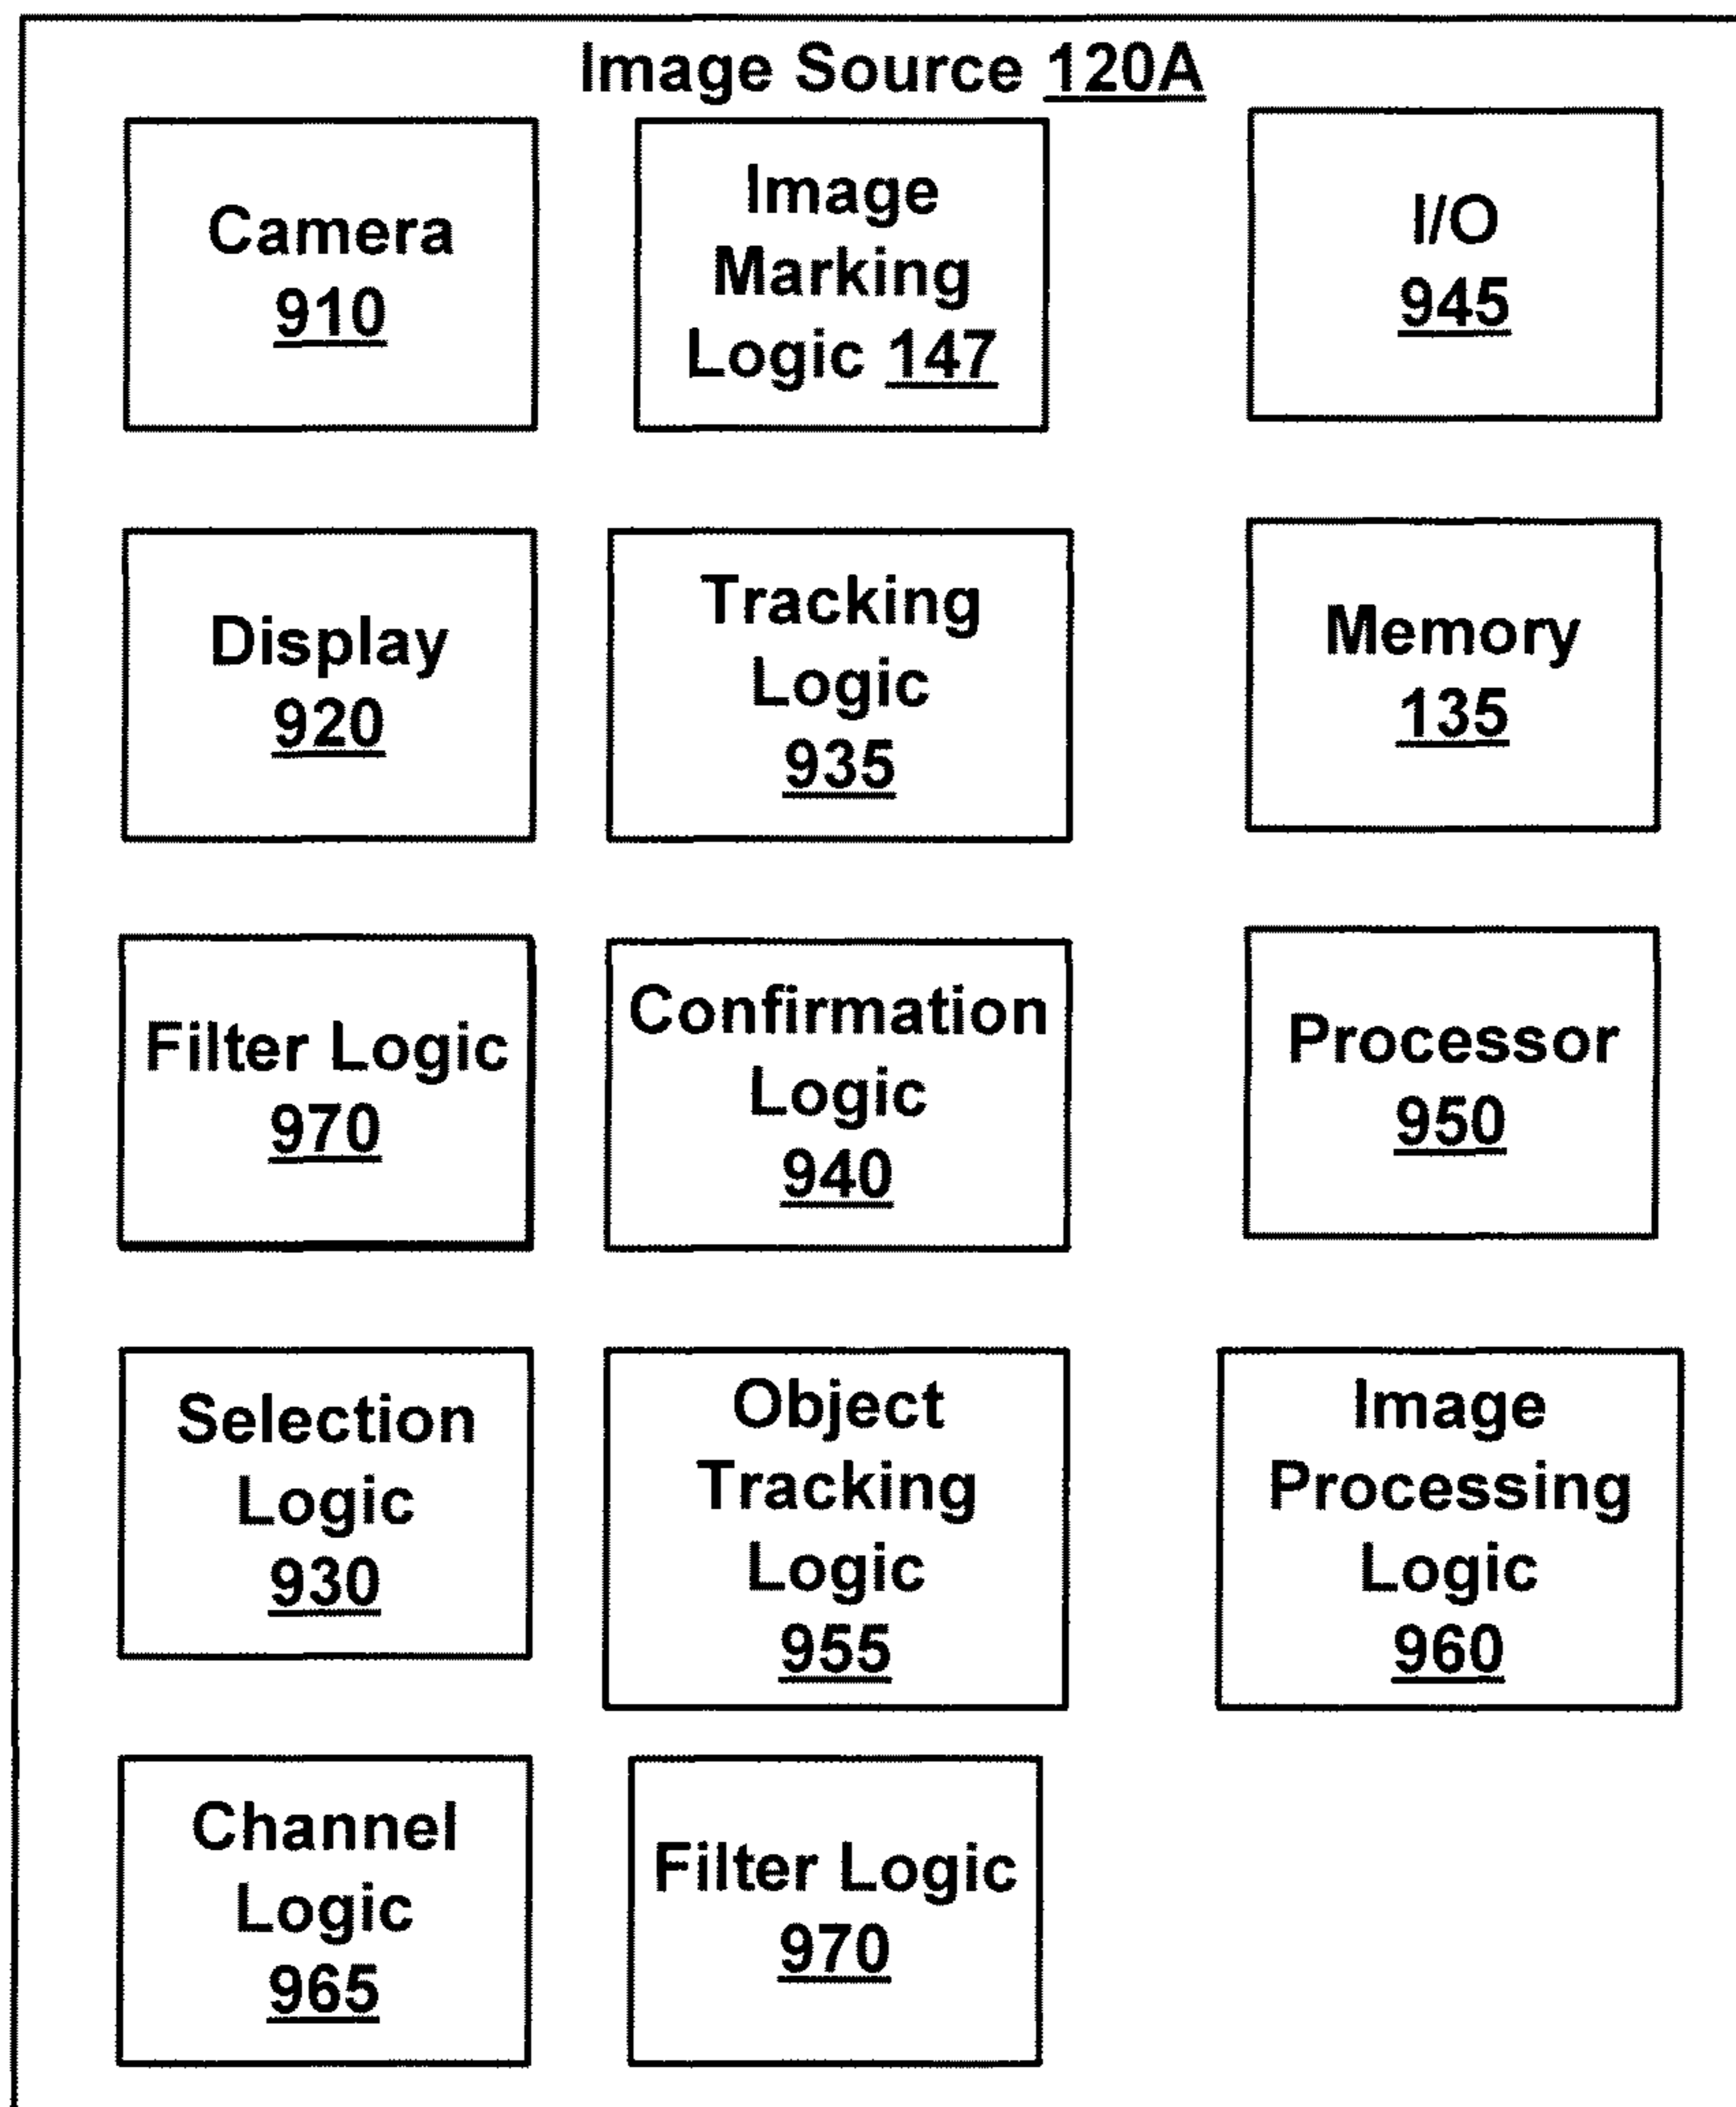 Image Source 120A
Camera
910
Image
Marking
Logic 147
I/O
945
Display
920
Tracking
Logic
935
Memory
135
Filter Logic
970
Confirmation
Logic
940
Processor
950
Selection
Logic
930
Object
Tracking
Logic
955
Image
Processing
Logic
960
Channel
Logic
965
Filter Logic
970